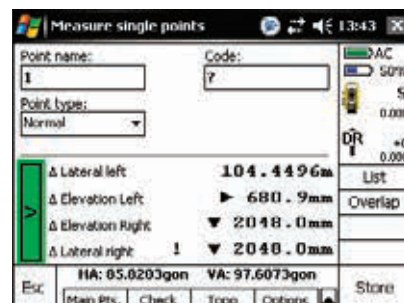 Measure single points 13:43
Point name: Code:
1 ?
AC
50%
Point type:
Normal
0.00
DR
0.00
Δ Lateral left 104.4496m
List
Δ Elevation Left 680.9mm
Overlap
> Δ Elevation Right 2048.0mm
Δ Lateral right ! 2048.0mm
HA: 85.0203gon VA: 97.6073gon
Esc Store
Main Pts. Check Topo Options